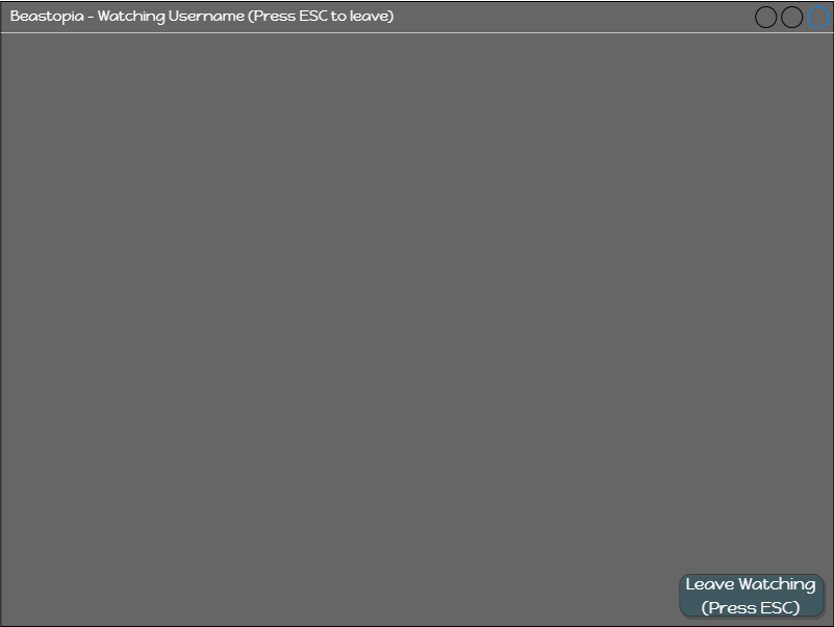 Beastopia - Watching Username (Press ESC to leave)
Leave Watching
(Press ESC)